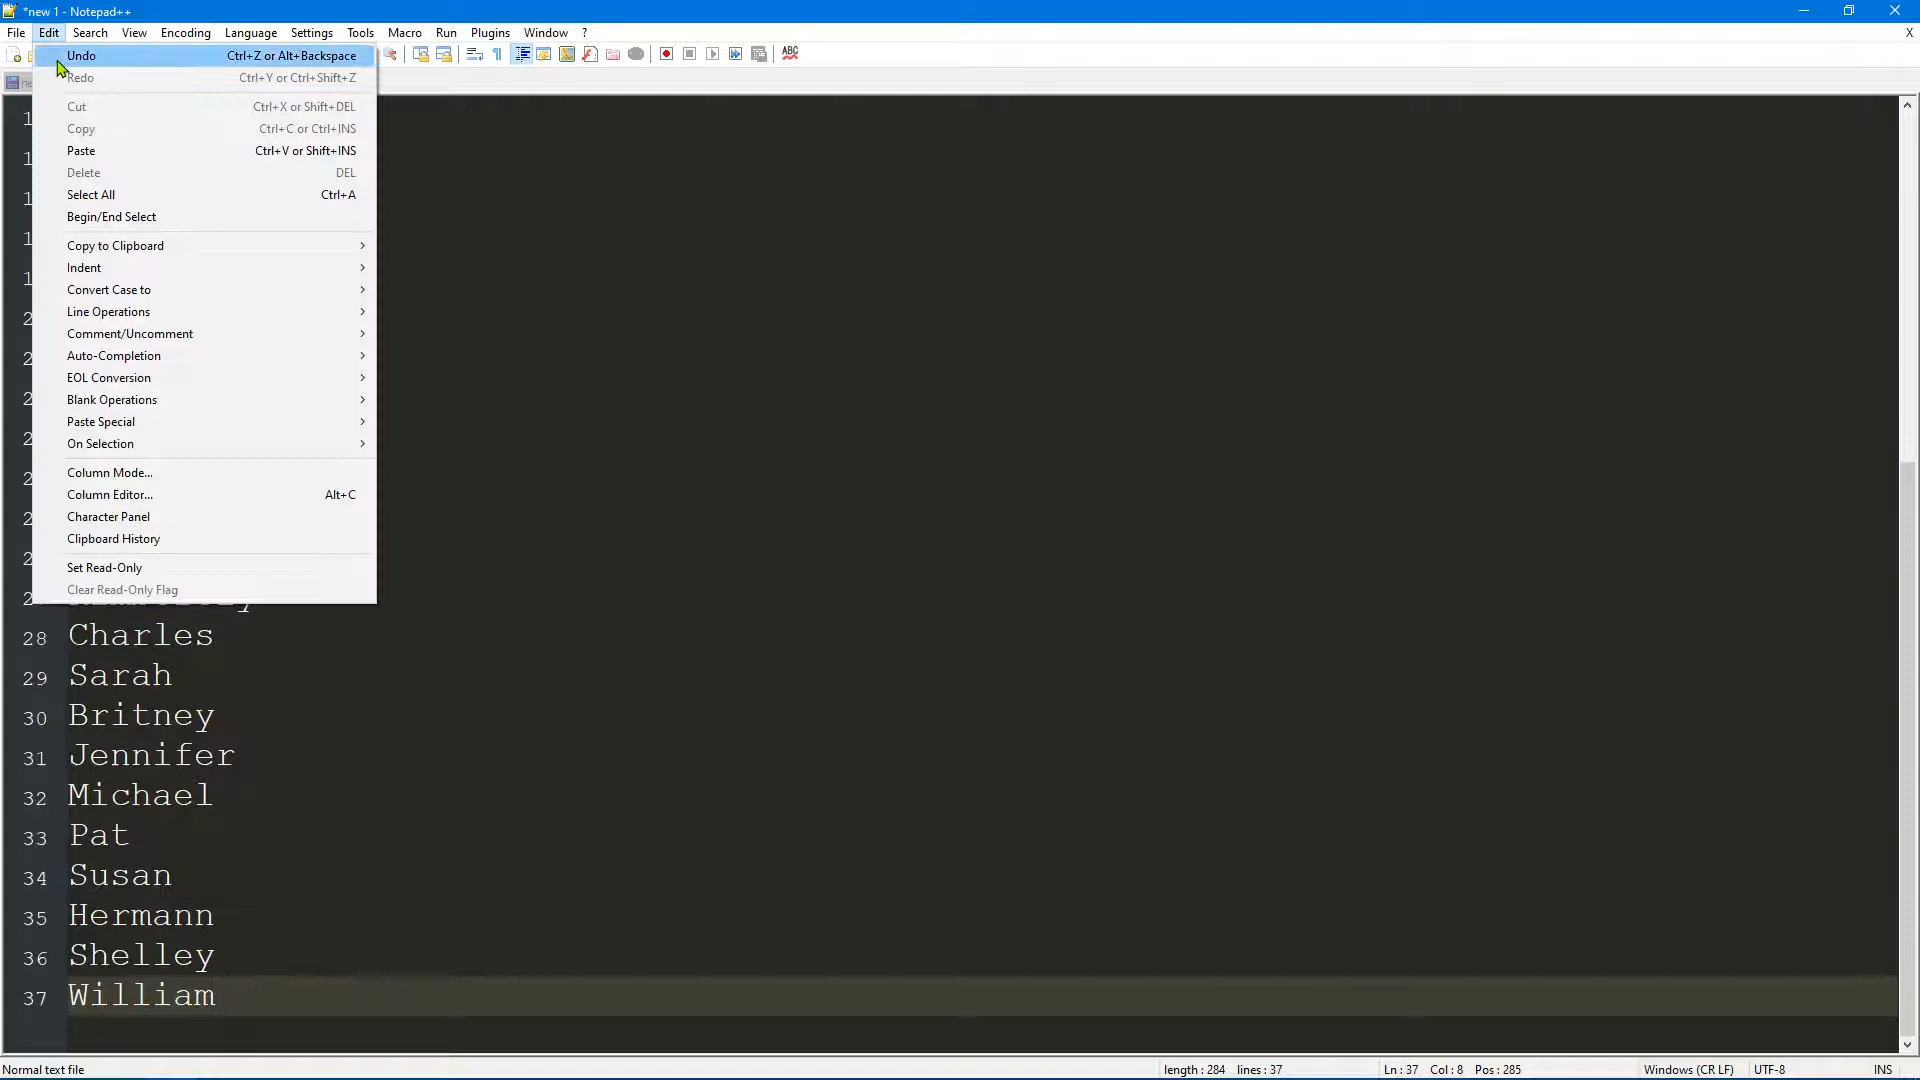 *new 1 - Notepad++
File Edit Search View Encoding Language Settings Tools Macro Run Plugins Window ? X
ABC
Undo Ctrl+Z or Alt+Backspace
Redo Ctrl+Y or Ctrl+Shift+Z
Cut Ctrl+X or Shift+DEL
Copy Ctrl+C or Ctrl+INS
Paste Ctrl+V or Shift+INS
Delete DEL
Select All Ctrl+A
Begin/End Select
Copy to Clipboard
Indent
Convert Case to
Line Operations
Comment/Uncomment
Auto-Completion
EOL Conversion
Blank Operations
Paste Special
On Selection
Column Mode...
Column Editor... Alt+C
Character Panel
Clipboard History
Set Read-Only
Clear Read-Only Flag
28 Charles
29 Sarah
30 Britney
31 Jennifer
32 Michael
33 Pat
34 Susan
35 Hermann
36 Shelley
37 William
Normal text file length : 284 lines : 37 Ln : 37 Col : 8 Pos : 285 Windows (CR LF) UTF-8 INS